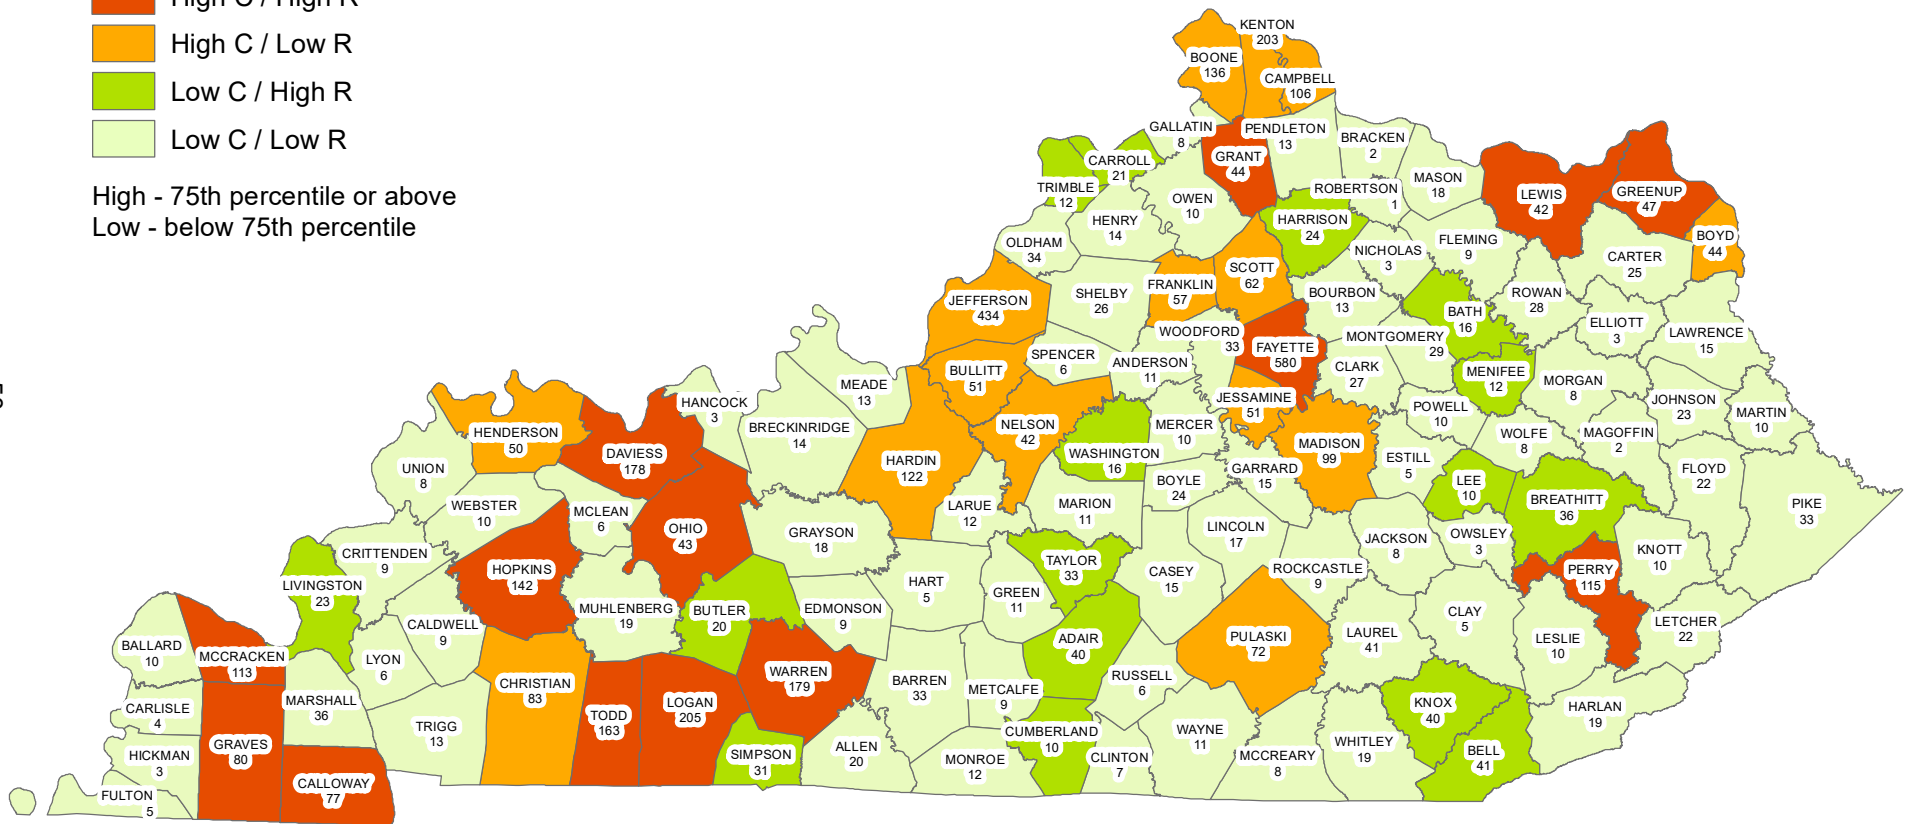 High C / High R
High C / Low R
Low C / High R
Low C / Low R
High - 75th percentile or above
Low - below 75th percentile
KENTON
203
BOONE
136
CAMPBELL
106
GALLATIN
8
PENDLETON
13
BRACKEN
2
GRANT
44
CARROLL
21
TRIMBLE
12
MASON
18
ROBERTSON
1
LEWIS
42
GREENUP
47
OWEN
10
HENRY
14
HARRISON
24
OLDHAM
34
NICHOLAS
3
FLEMING
9
BOYD
44
CARTER
25
SCOTT
62
FRANKLIN
57
SHELBY
26
JEFFERSON
434
BOURBON
13
BATH
16
ROWAN
28
ELLIOTT
3
LAWRENCE
15
WOODFORD
33
FAYETTE
580
MONTGOMERY
29
SPENCER
6
ANDERSON
11
CLARK
27
BULLITT
51
MENIFEE
12
MORGAN
8
MEADE
13
JESSAMINE
51
POWELL
10
JOHNSON
23
MARTIN
10
HANCOCK
3
BRECKINRIDGE
14
NELSON
42
MERCER
10
MADISON
99
WOLFE
8
MAGOFFIN
2
HENDERSON
50
DAVIESS
178
WASHINGTON
16
HARDIN
122
UNION
8
GARRARD
15
ESTILL
5
FLOYD
22
LEE
10
BREATHITT
36
BOYLE
24
PIKE
33
WEBSTER
10
MCLEAN
6
LARUE
12
MARION
11
OHIO
43
GRAYSON
18
LINCOLN
17
JACKSON
8
OWSLEY
3
KNOTT
10
CRITTENDEN
9
HOPKINS
142
TAYLOR
33
CASEY
15
ROCKCASTLE
9
PERRY
115
LIVINGSTON
23
HART
5
GREEN
11
MUHLENBERG
19
BUTLER
20
EDMONSON
9
CALDWELL
9
CLAY
5
LETCHER
22
BALLARD
10
MCCRACKEN
113
LYON
6
ADAIR
40
PULASKI
72
LAUREL
41
LESLIE
10
WARREN
179
CHRISTIAN
83
BARREN
33
METCALFE
9
RUSSELL
6
MARSHALL
36
TODD
163
LOGAN
205
KNOX
40
HARLAN
19
CARLISLE
4
TRIGG
13
WAYNE
11
CUMBERLAND
10
WHITLEY
19
GRAVES
80
HICKMAN
3
SIMPSON
31
ALLEN
20
MONROE
12
CLINTON
7
MCCREARY
8
BELL
41
CALLOWAY
77
FULTON
5